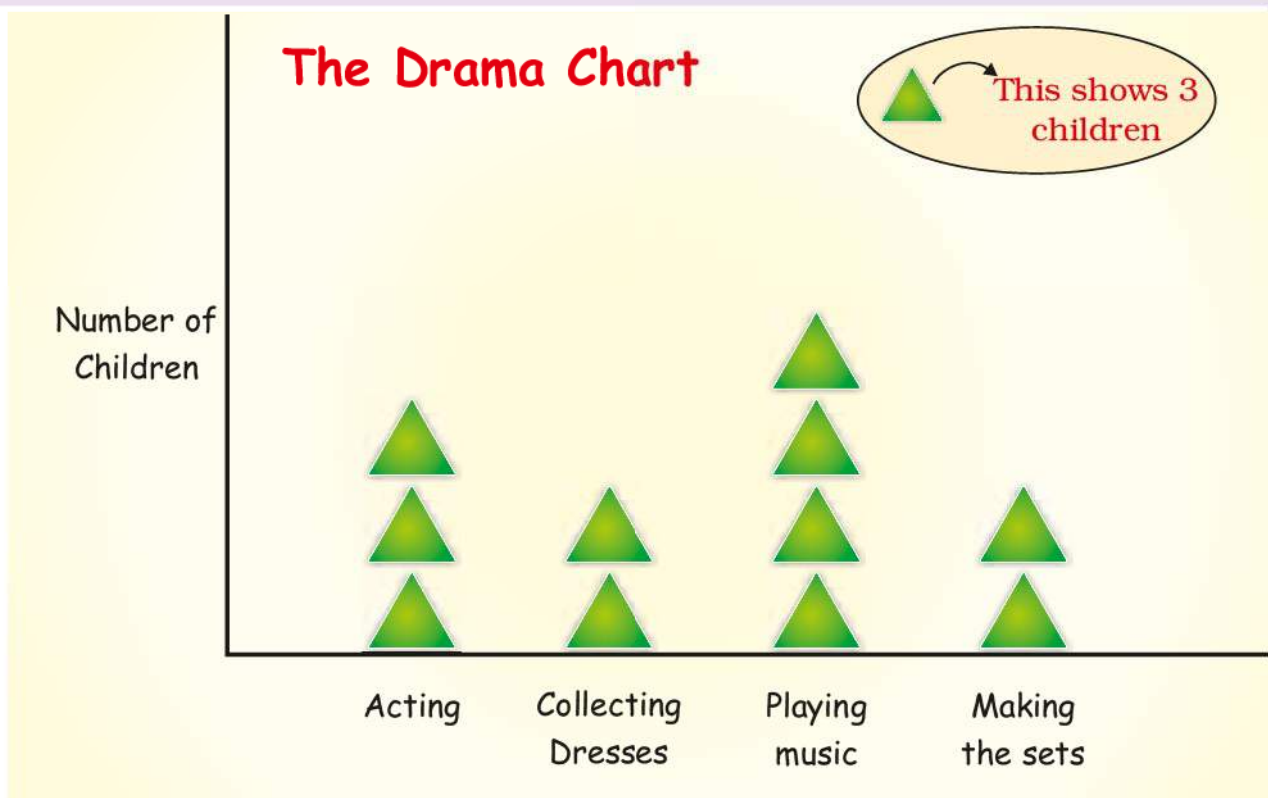 The Drama Chart
This shows 3
children
Number of
Children
Acting
Collecting
Dresses
Playing
music
Making
the sets